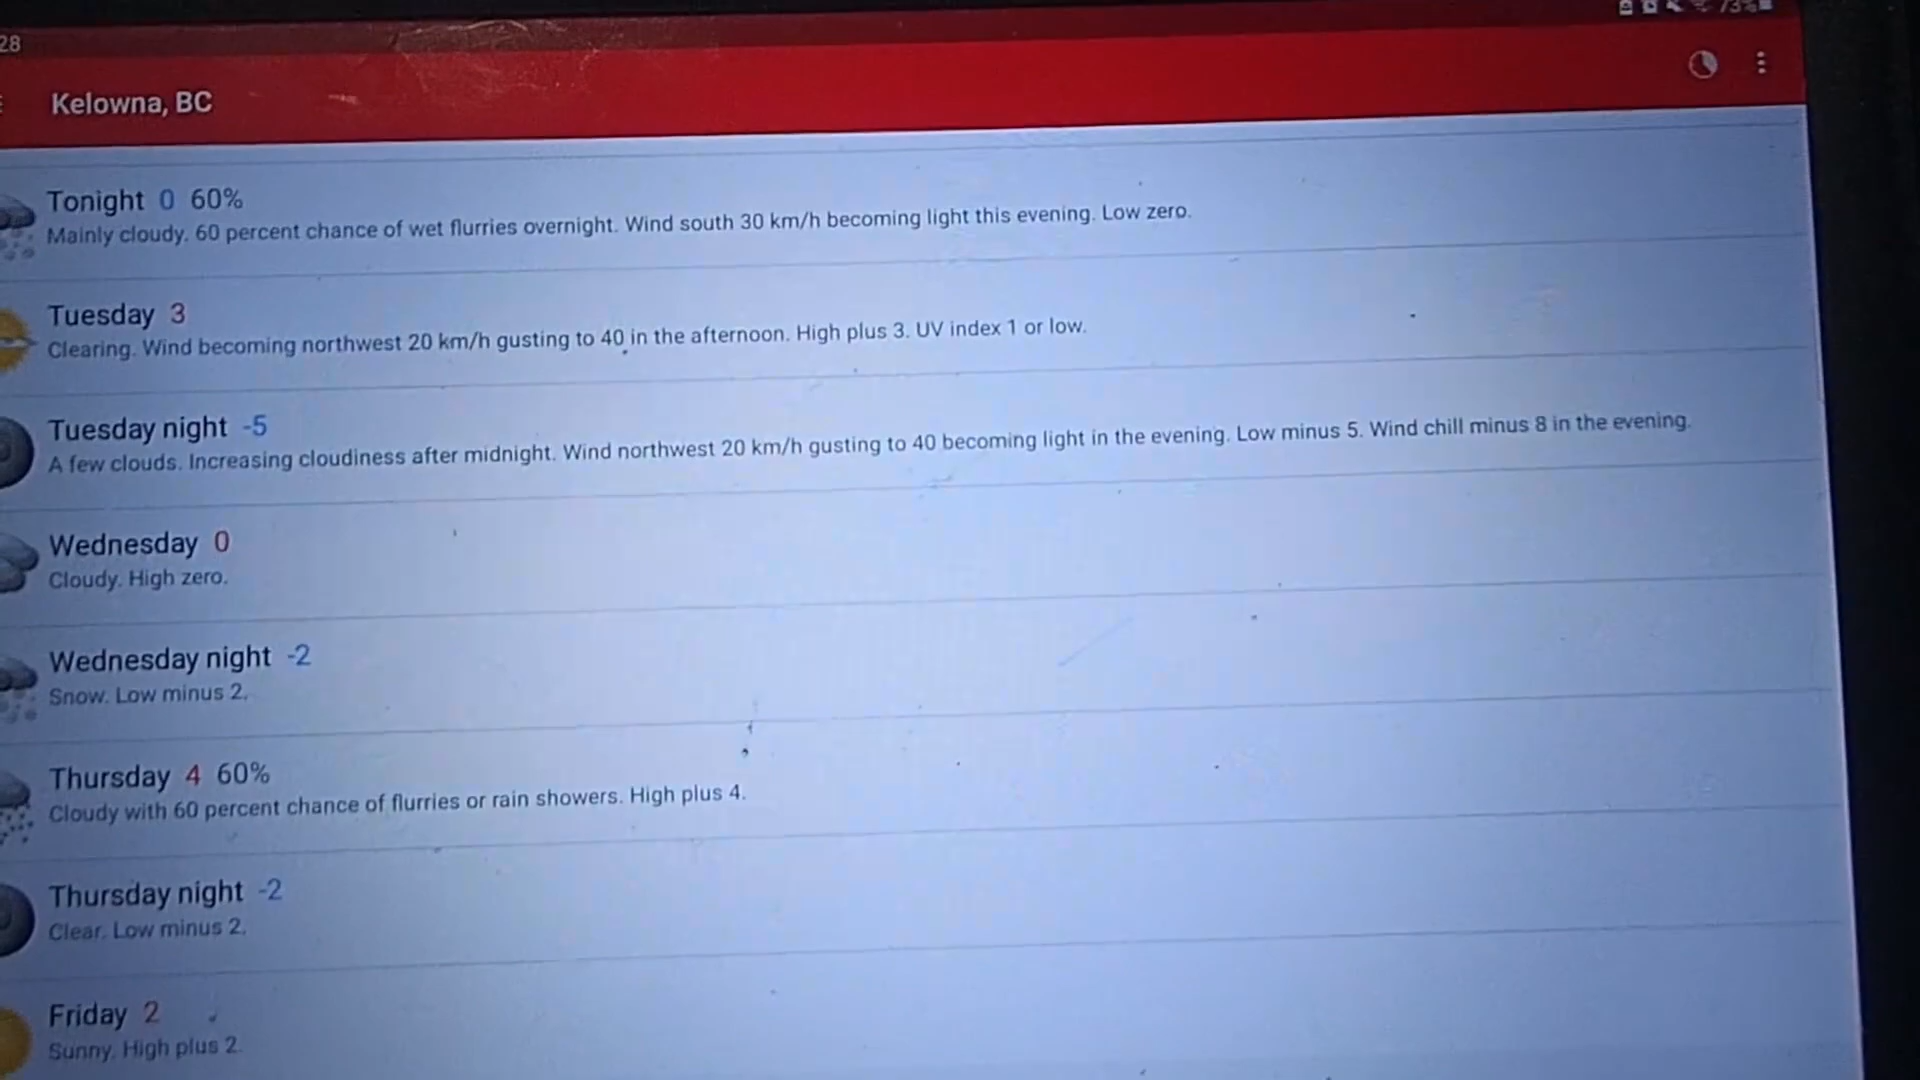 28
73%
Kelowna, BC
Tonight 0 60%
Mainly cloudy. 60 percent chance of wet flurries overnight. Wind south 30 km/h becoming light this evening. Low zero.
Tuesday 3
Clearing. Wind becoming northwest 20 km/h gusting to 40 in the afternoon. High plus 3. UV index 1 or low.
Tuesday night -5
A few clouds. Increasing cloudiness after midnight. Wind northwest 20 km/h gusting to 40 becoming light in the evening. Low minus 5. Wind chill minus 8 in the evening.
Wednesday 0
Cloudy. High zero.
Wednesday night -2
Snow. Low minus 2.
Thursday 4 60%
Cloudy with 60 percent chance of flurries or rain showers. High plus 4.
Thursday night -2
Clear. Low minus 2.
Friday 2
Sunny. High plus 2.